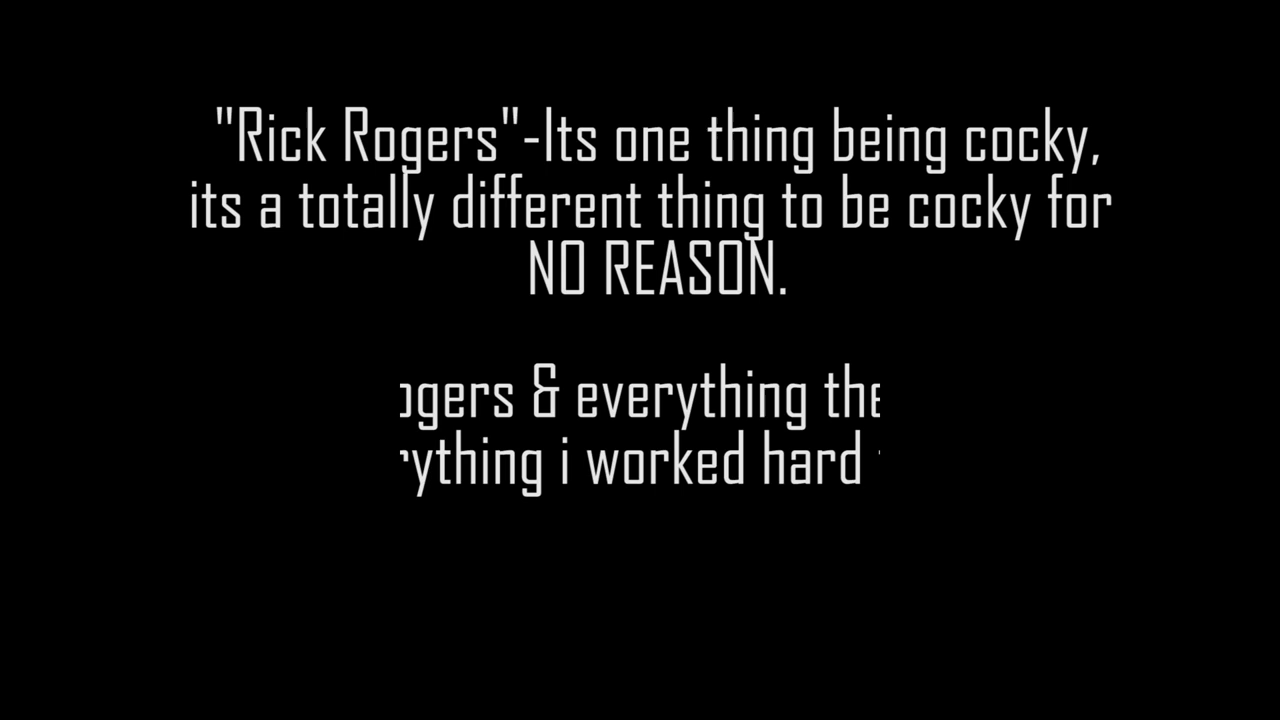 "Rick Rogers"-Its one thing being cocky,
its a totally different thing to be cocky for
NO REASON.
ogers & everything the
rything i worked hard